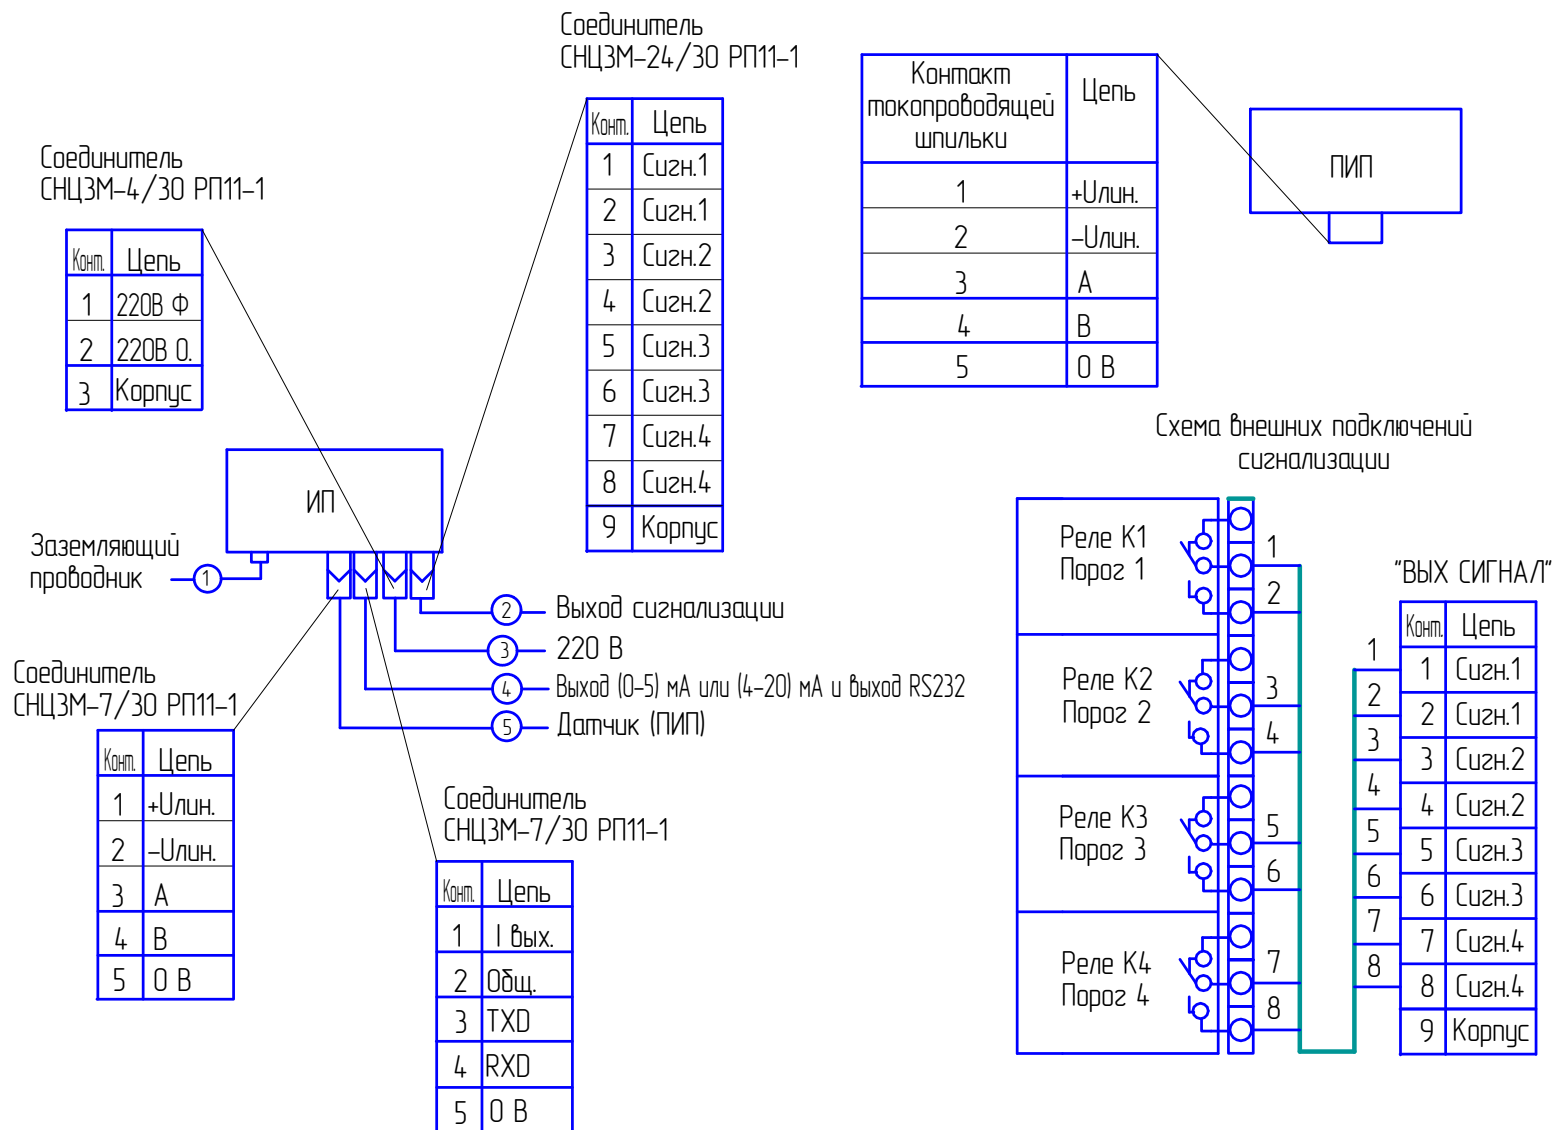 Соединитель
СНЦ3М-24/30 РП11-1
Конт. Цепь
1 Сигн.1
2 Сигн.1
3 Сигн.2
4 Сигн.2
5 Сигн.3
6 Сигн.3
7 Сигн.4
8 Сигн.4
9 Корпус
Контакт
токопроводящей
шпильки
Цепь
1 +Uлин.
2 -Uлин.
3 А
4 В
5 0 В
ПИП
Соединитель
СНЦ3М-4/30 РП11-1
Конт. Цепь
1 220В Ф
2 220В 0.
3 Корпус
ИП
Заземляющий
проводник
1
2 Выход сигнализации
3 220 В
4 Выход (0-5) мА или (4-20) мА и выход RS232
5 Датчик (ПИП)
Соединитель
СНЦ3М-7/30 РП11-1
Конт. Цепь
1 +Uлин.
2 -Uлин.
3 А
4 В
5 0 В
Соединитель
СНЦ3М-7/30 РП11-1
Конт. Цепь
1 I вых.
2 Общ.
3 TXD
4 RXD
5 0 В
Схема внешних подключений
сигнализации
Реле К1
Порог 1
1
2
Реле К2
Порог 2
3
4
Реле К3
Порог 3
5
6
Реле К4
Порог 4
7
8
"ВЫХ СИГНАЛ"
Конт. Цепь
1 1 Сигн.1
2 2 Сигн.1
3 3 Сигн.2
4 4 Сигн.2
5 5 Сигн.3
6 6 Сигн.3
7 7 Сигн.4
8 8 Сигн.4
9 Корпус